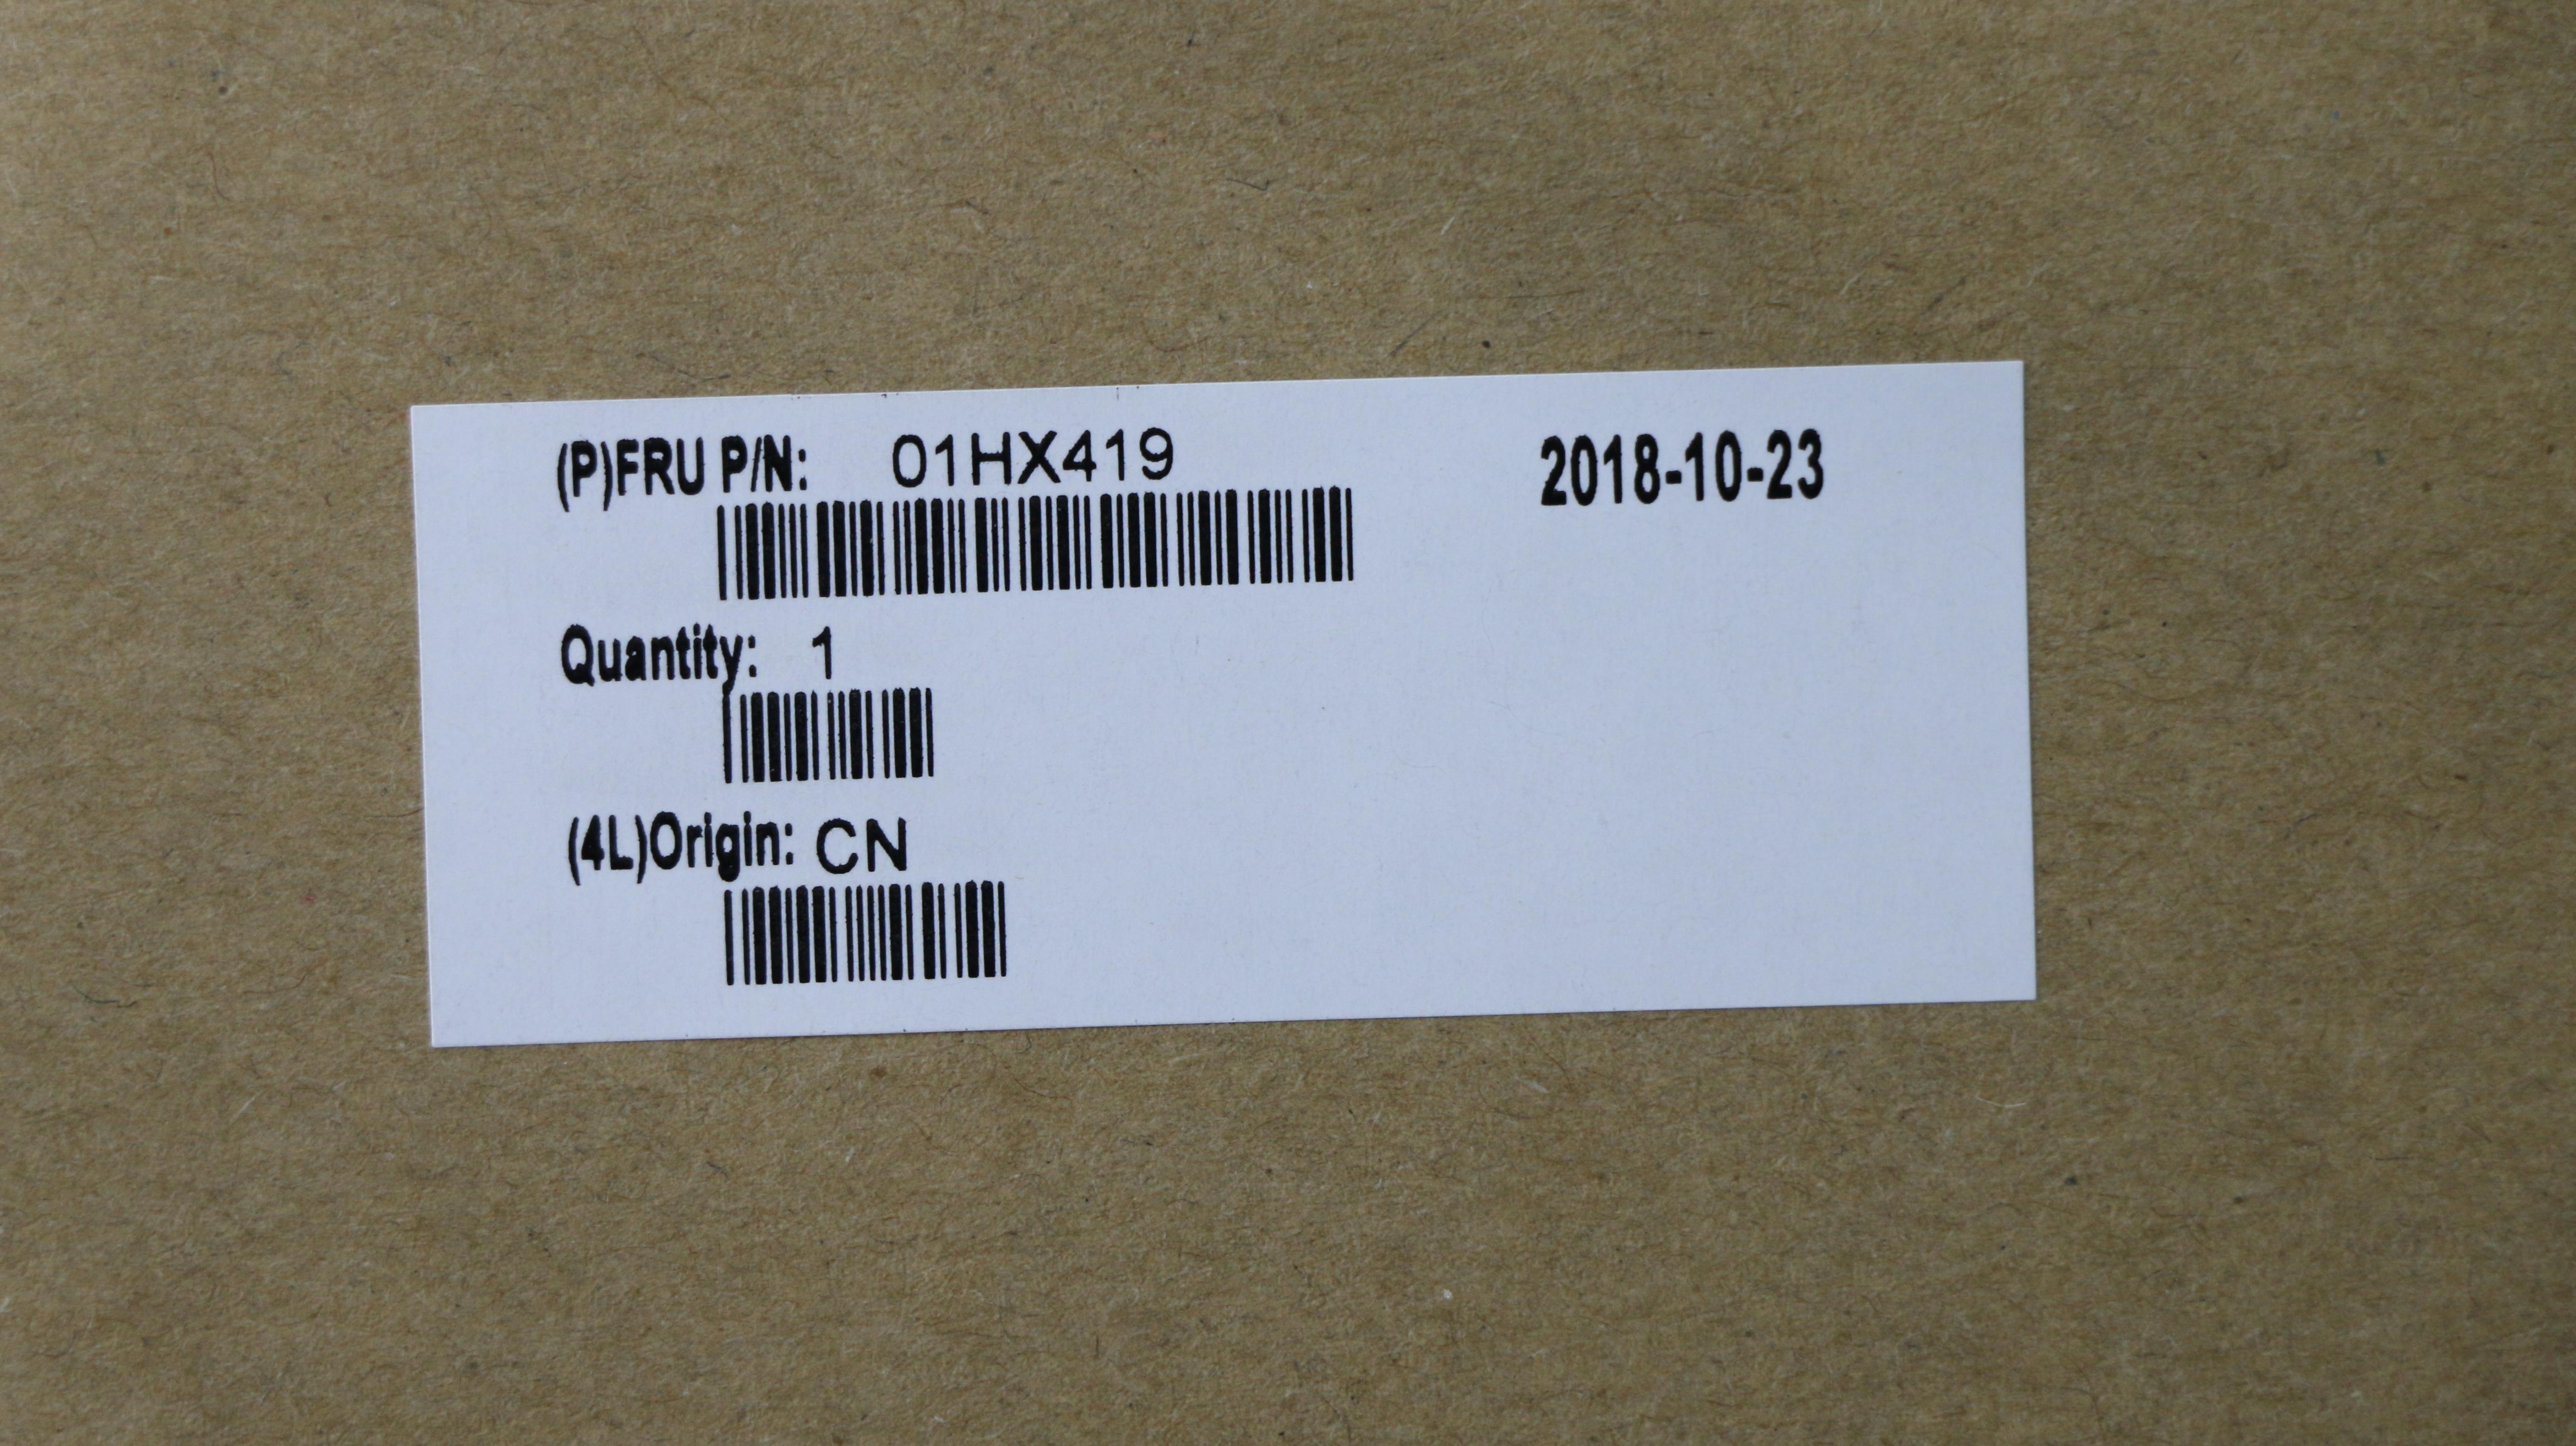 (P)FRU P/N: 01HX419 2018-10-23
Quantity: 1
(4L)Origin: CN